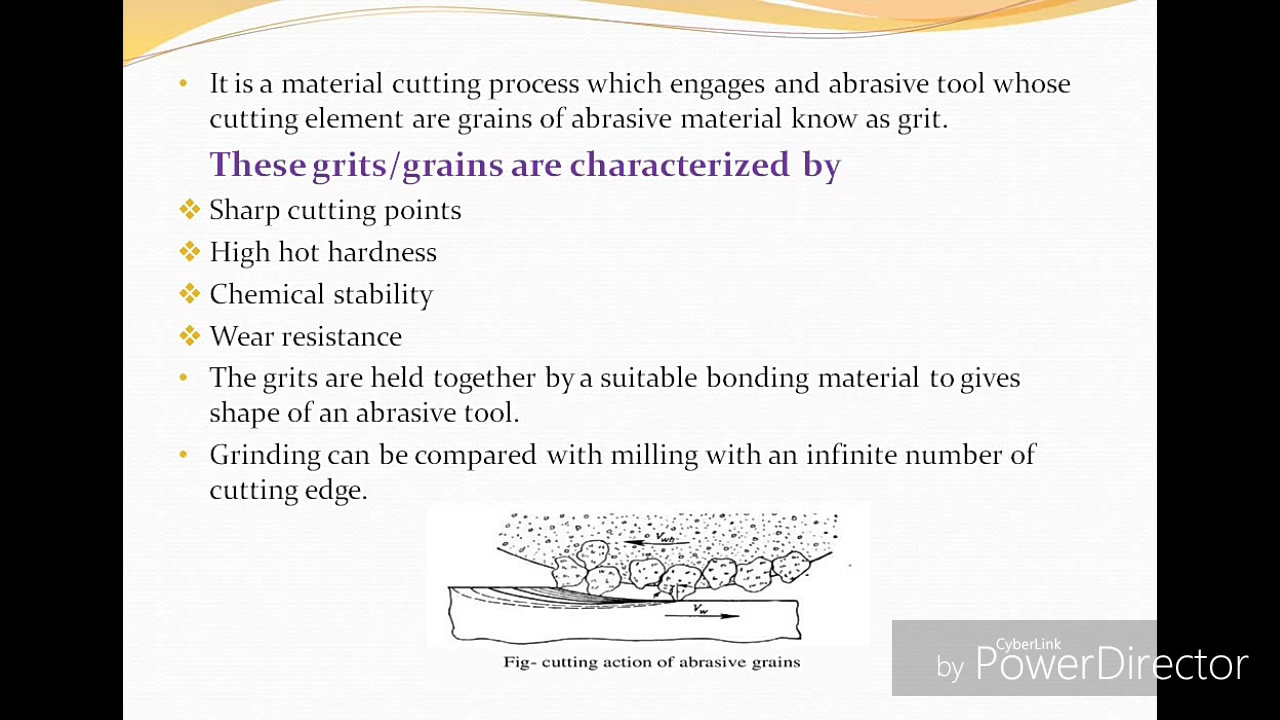 It is a material cutting process which engages and abrasive tool whose
cutting element are grains of abrasive material know as grit.
These grits/grains are characterized by
Sharp cutting points
High hot hardness
Chemical stability
Wear resistance
The grits are held together by a suitable bonding material to gives
shape of an abrasive tool.
Grinding can be compared with milling with an infinite number of
cutting edge.
Vwh
Vw
Fig- cutting action of abrasive grains
CyberLink
by PowerDirector